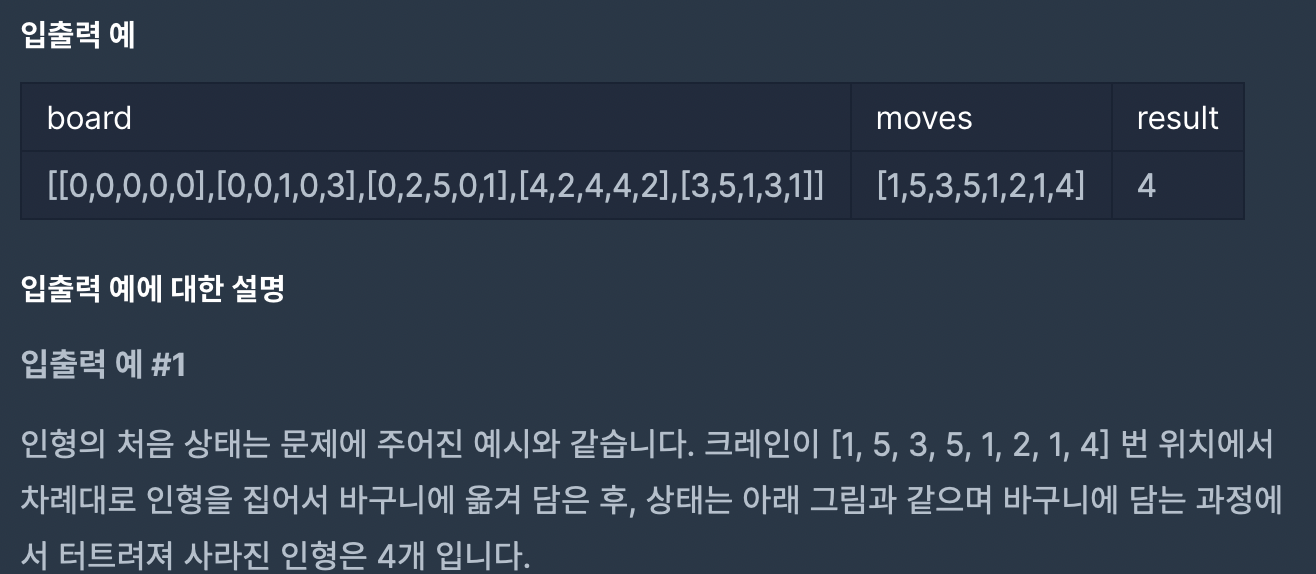 입출력 예
board moves result
[[0,0,0,0,0],[0,0,1,0,3],[0,2,5,0,1],[4,2,4,4,2],[3,5,1,3,1]] [1,5,3,5,1,2,1,4] 4
입출력 예에 대한 설명
입출력 예 #1
인형의 처음 상태는 문제에 주어진 예시와 같습니다. 크레인이 [1, 5, 3, 5, 1, 2, 1, 4] 번 위치에서
차례대로 인형을 집어서 바구니에 옮겨 담은 후, 상태는 아래 그림과 같으며 바구니에 담는 과정에
서 터트려져 사라진 인형은 4개 입니다.